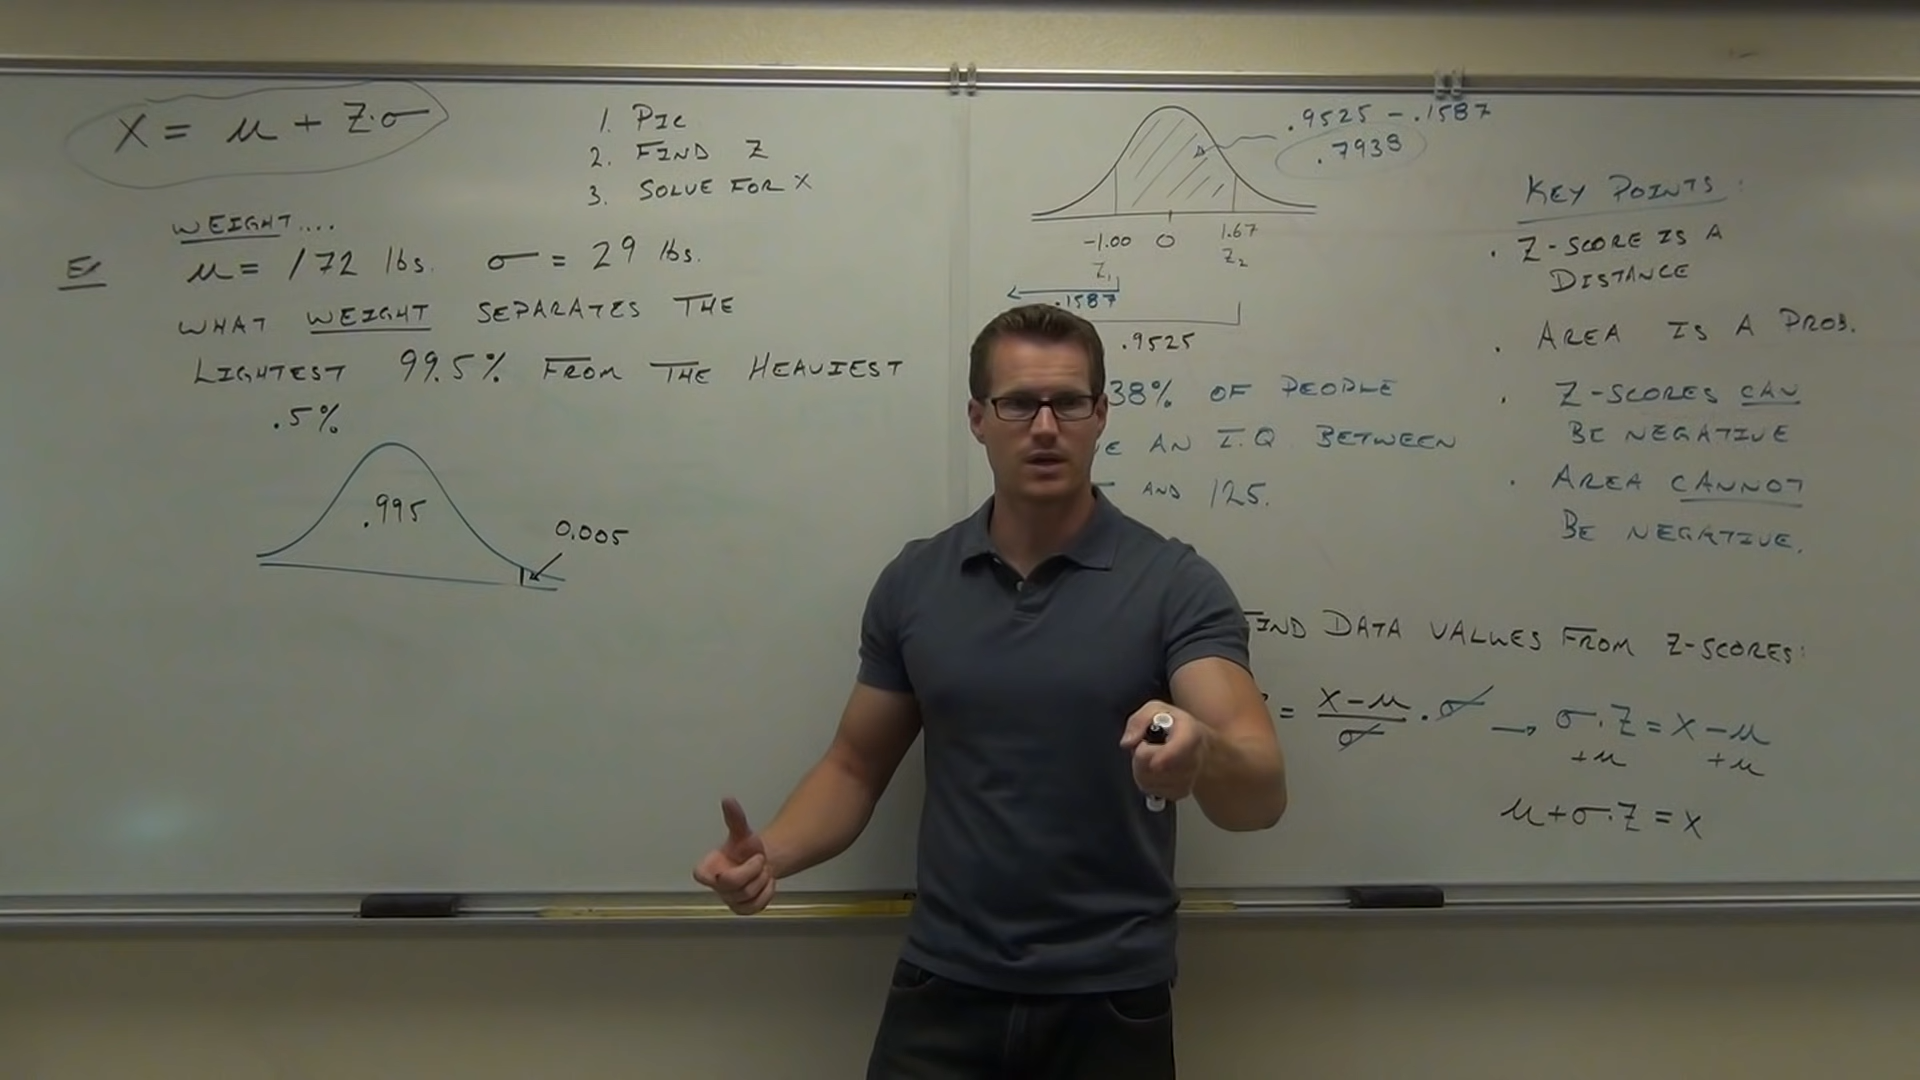 X = μ + Z·σ
1. PIC
2. FIND Z
3. SOLVE FOR X
WEIGHT....
EX μ = 172 lbs. σ = 29 lbs.
WHAT WEIGHT SEPARATES THE
LIGHTEST 99.5% FROM THE HEAVIEST
.5%
.995
0.005
.9525 - .1587
.7938
-1.00 0 1.67
Z₁ Z₂
.1587
.9525
38% OF PEOPLE
AN I.Q. BETWEEN
AND 125.
KEY POINTS:
• Z-SCORE IS A
DISTANCE
• AREA IS A PROB.
• Z-SCORES CAN
BE NEGATIVE
• AREA CANNOT
BE NEGATIVE.
FIND DATA VALUES FROM Z-SCORES:
= X-μ/σ · σ → σ·Z = X-μ
+μ +μ
μ+σ·Z = X